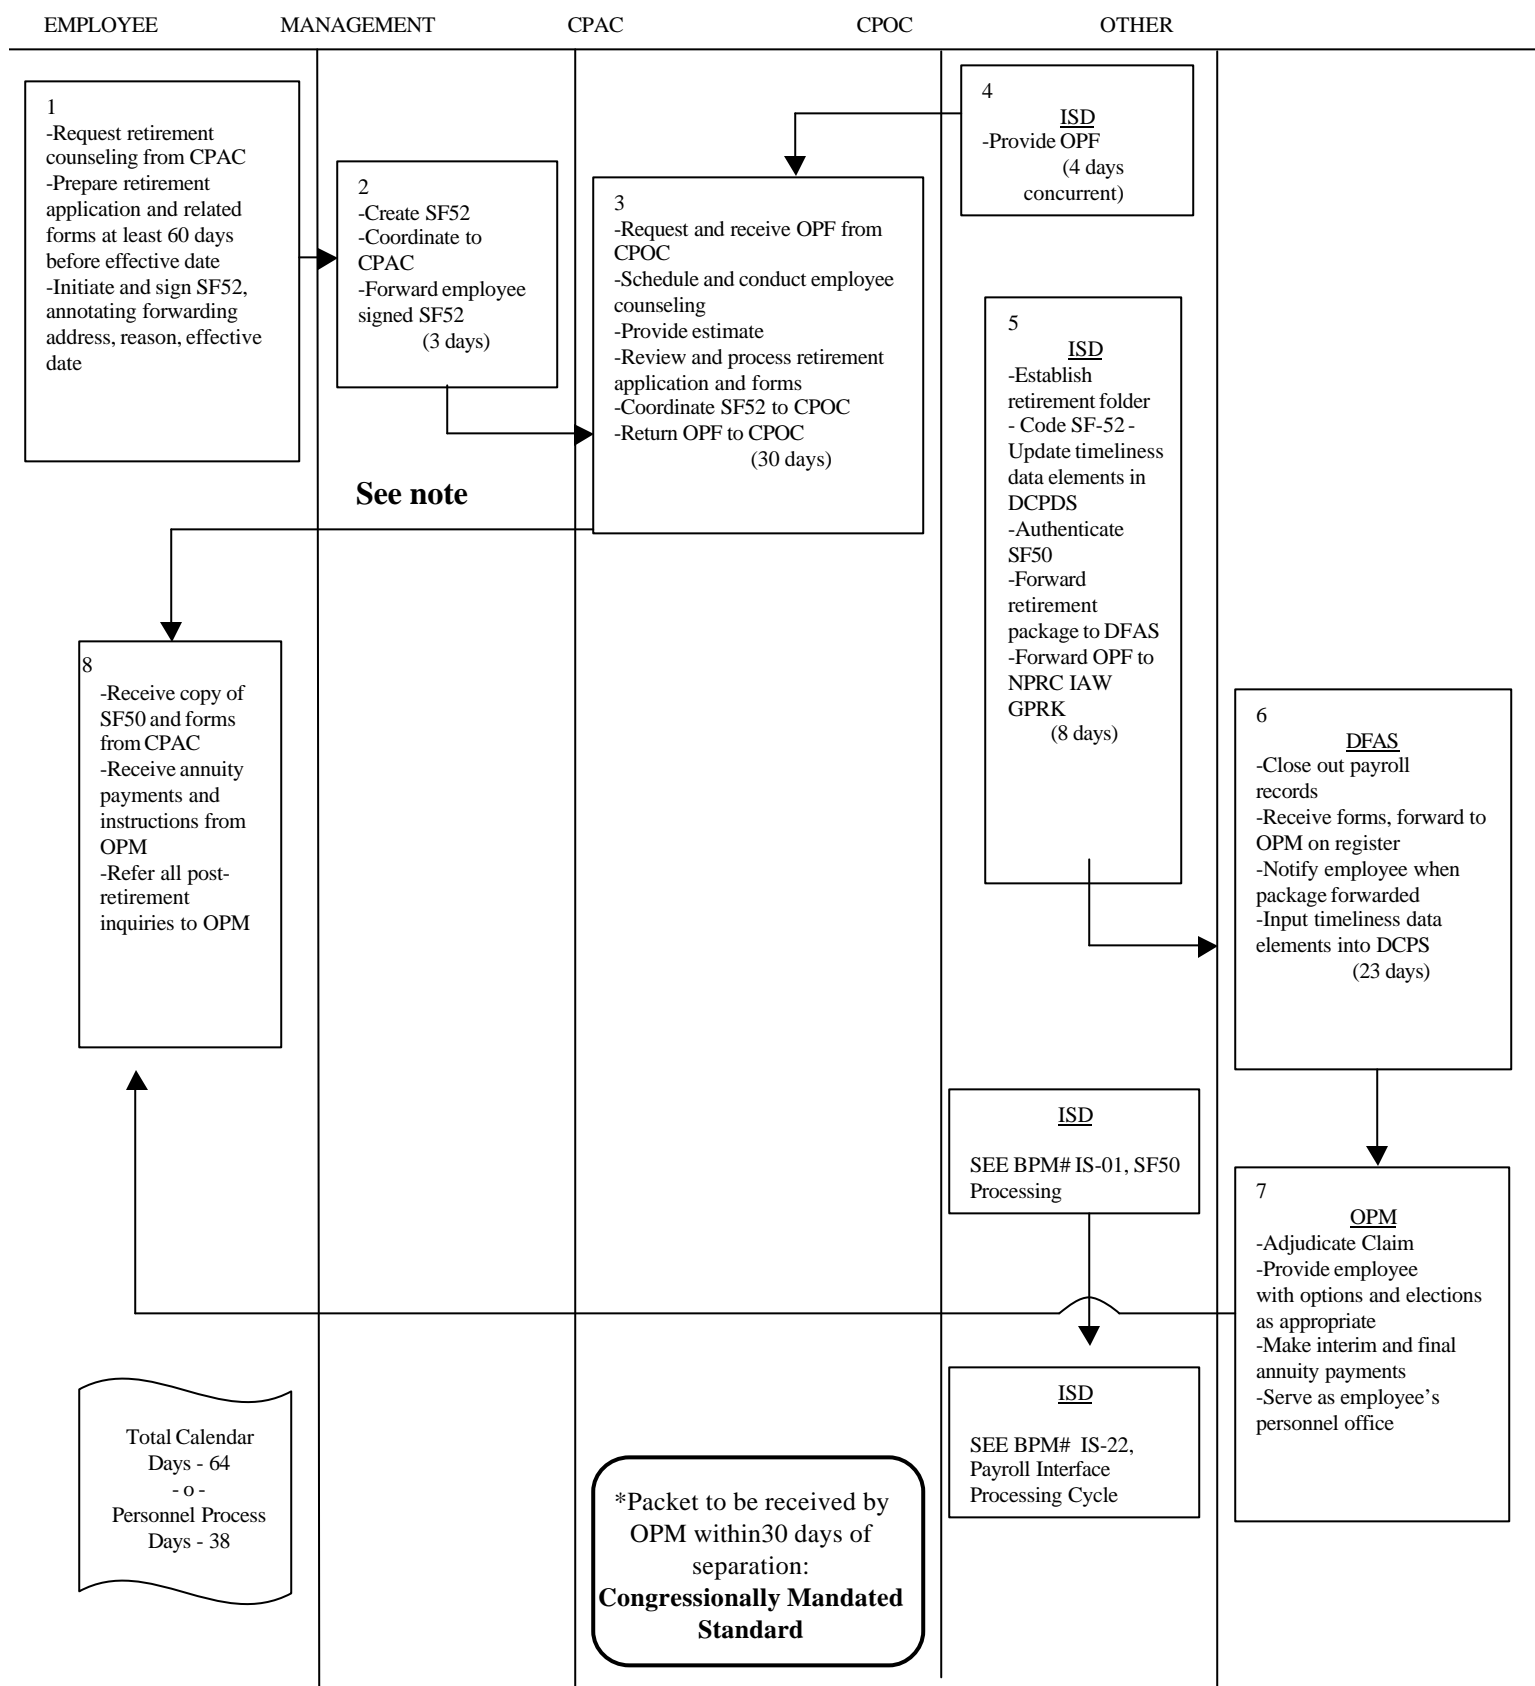 EMPLOYEE MANAGEMENT CPAC CPOC OTHER
1
-Request retirement
counseling from CPAC
-Prepare retirement
application and related
forms at least 60 days
before effective date
-Initiate and sign SF52,
annotating forwarding
address, reason, effective
date
2
-Create SF52
-Coordinate to
CPAC
-Forward employee
signed SF52
(3 days)
3
-Request and receive OPF from
CPOC
-Schedule and conduct employee
counseling
-Provide estimate
-Review and process retirement
application and forms
-Coordinate SF52 to CPOC
-Return OPF to CPOC
(30 days)
4
ISD
-Provide OPF
(4 days
concurrent)
5
ISD
-Establish
retirement folder
- Code SF-52 -
Update timeliness
data elements in
DCPDS
-Authenticate
SF50
-Forward
retirement
package to DFAS
-Forward OPF to
NPRC IAW
GPRK
(8 days)
See note
6
DFAS
-Close out payroll
records
-Receive forms, forward to
OPM on register
-Notify employee when
package forwarded
-Input timeliness data
elements into DCPS
(23 days)
8
-Receive copy of
SF50 and forms
from CPAC
-Receive annuity
payments and
instructions from
OPM
-Refer all post-
retirement
inquiries to OPM
ISD
SEE BPM# IS-01, SF50
Processing
7
OPM
-Adjudicate Claim
-Provide employee
with options and elections
as appropriate
-Make interim and final
annuity payments
-Serve as employee’s
personnel office
ISD
SEE BPM# IS-22,
Payroll Interface
Processing Cycle
Total Calendar
Days - 64
- o -
Personnel Process
Days - 38
*Packet to be received by
OPM within30 days of
separation:
Congressionally Mandated
Standard